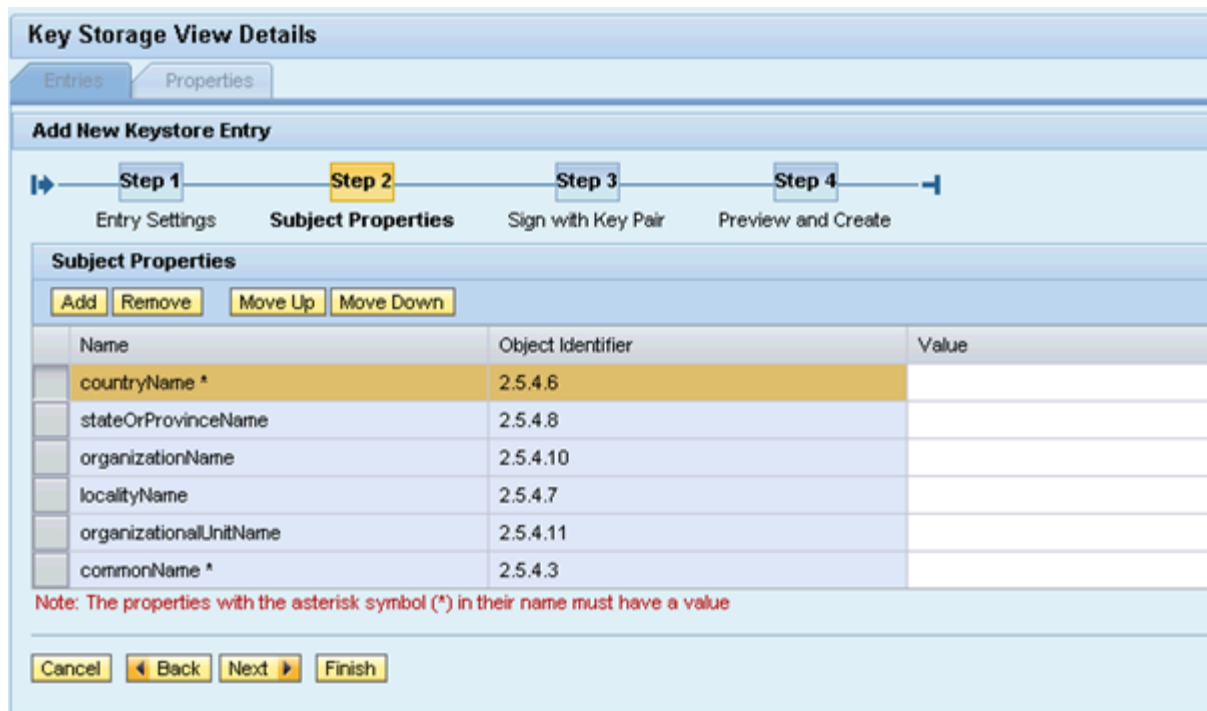 Key Storage View Details
Entries Properties
Add New Keystore Entry
Step 1 Step 2 Step 3 Step 4
Entry Settings Subject Properties Sign with Key Pair Preview and Create
Subject Properties
Add Remove Move Up Move Down
Name Object Identifier Value
countryName * 2.5.4.6
stateOrProvinceName 2.5.4.8
organizationName 2.5.4.10
localityName 2.5.4.7
organizationalUnitName 2.5.4.11
commonName * 2.5.4.3
Note: The properties with the asterisk symbol (*) in their name must have a value
Cancel Back Next Finish